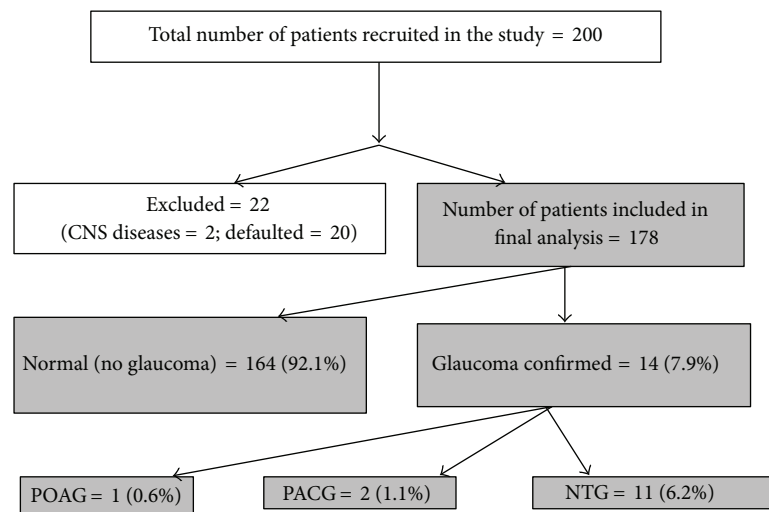 Total number of patients recruited in the study = 200
Excluded = 22
(CNS diseases = 2; defaulted = 20)
Number of patients included in
final analysis = 178
Normal (no glaucoma) = 164 (92.1%)
Glaucoma confirmed = 14 (7.9%)
POAG = 1 (0.6%)
PACG = 2 (1.1%)
NTG = 11 (6.2%)